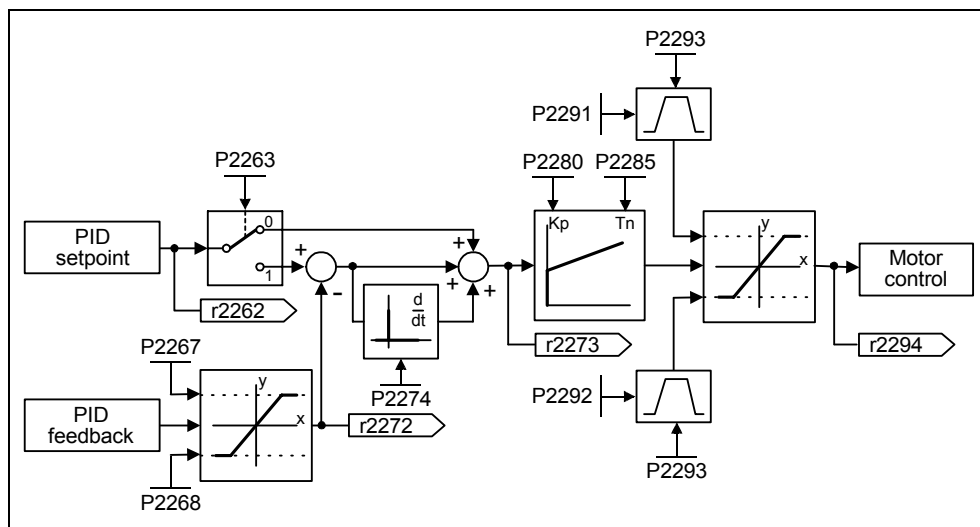 P2293
P2291
P2280
P2285
P2263
Kp
Tn
y
x
PID
setpoint
0
1
+
-
+
+
+
Motor
control
r2262
d
dt
r2273
r2294
P2267
P2274
P2292
y
x
PID
feedback
r2272
P2293
P2268